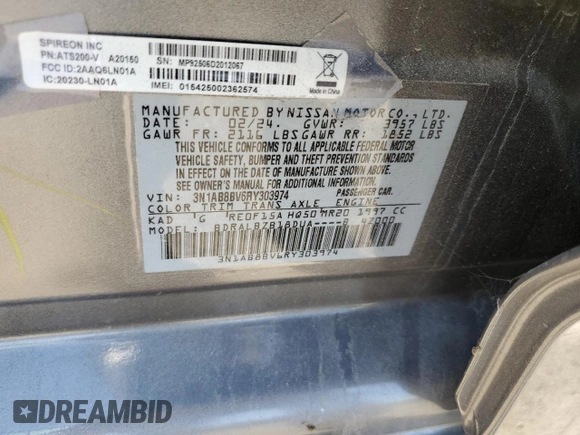 SPIREON INC
PN:ATS200-V A20150
FCC ID:2AAQ6LN01A
IC:20230-LN01A
SN: MP92506D2012067
IMEI: 015425002362574
MANUFACTURED BY NISSAN MOTOR CO., LTD.
DATE: 02/24. GVWR: 3957 LBS
GAWR FR: 2116 LBS GAWR RR: 1852 LBS
THIS VEHICLE CONFORMS TO ALL APPLICABLE FEDERAL MOTOR
VEHICLE SAFETY, BUMPER AND THEFT PREVENTION STANDARDS
IN EFFECT ON THE DATE OF MANUFACTURE SHOWN ABOVE.
SEE OWNER'S MANUAL FOR ADDITIONAL INFORMATION.
VIN: 3N1AB8BV6RY303974 PASSENGER CAR.
COLOR TRIM TRANS AXLE ENGINE
KAD G RE0F15A HQ50 MR20 1997 CC
MODEL BDRALBZB18DUA----B 4Z000
3N1AB8BV6RY303974
DREAMBID